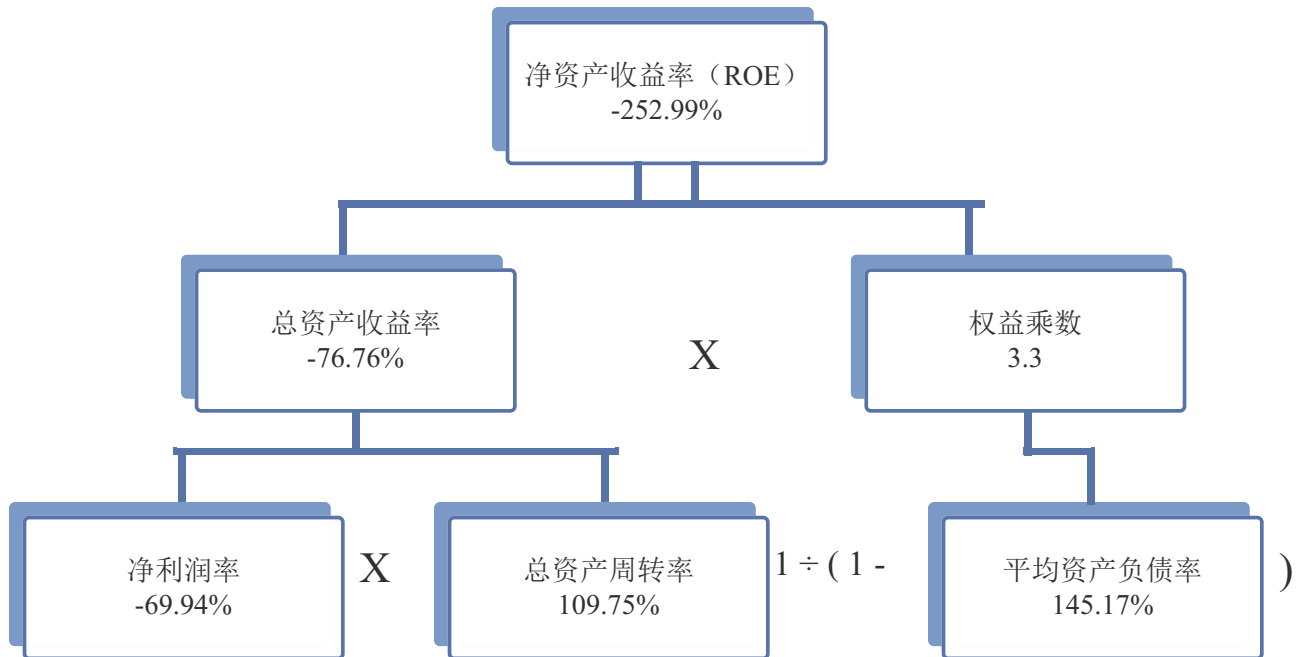 净资产收益率（ROE）
-252.99%
总资产收益率
-76.76%
X
权益乘数
3.3
净利润率
-69.94%
X
总资产周转率
109.75%
1 ÷ ( 1 -
平均资产负债率
145.17%
)